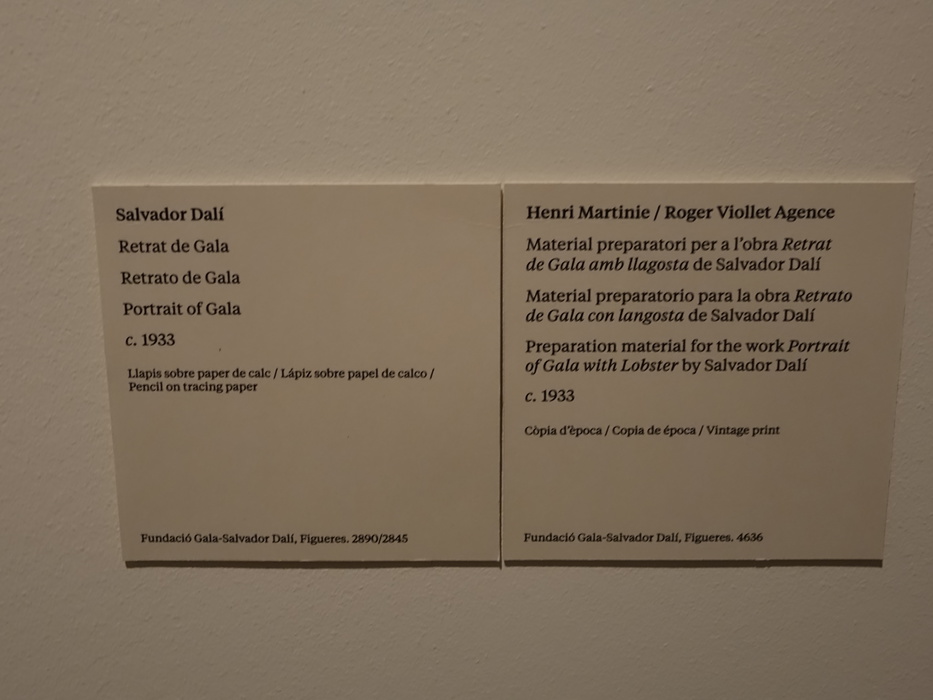 Salvador Dalí
Retrat de Gala
Retrato de Gala
Portrait of Gala
c. 1933
Llapis sobre paper de calc / Lápiz sobre papel de calco /
Pencil on tracing paper
Fundació Gala-Salvador Dalí, Figueres. 2890/2845
Henri Martinie / Roger Viollet Agence
Material preparatori per a l'obra Retrat
de Gala amb llagosta de Salvador Dalí
Material preparatorio para la obra Retrato
de Gala con langosta de Salvador Dalí
Preparation material for the work Portrait
of Gala with Lobster by Salvador Dalí
c. 1933
Còpia d'època / Copia de época / Vintage print
Fundació Gala-Salvador Dalí, Figueres. 4636